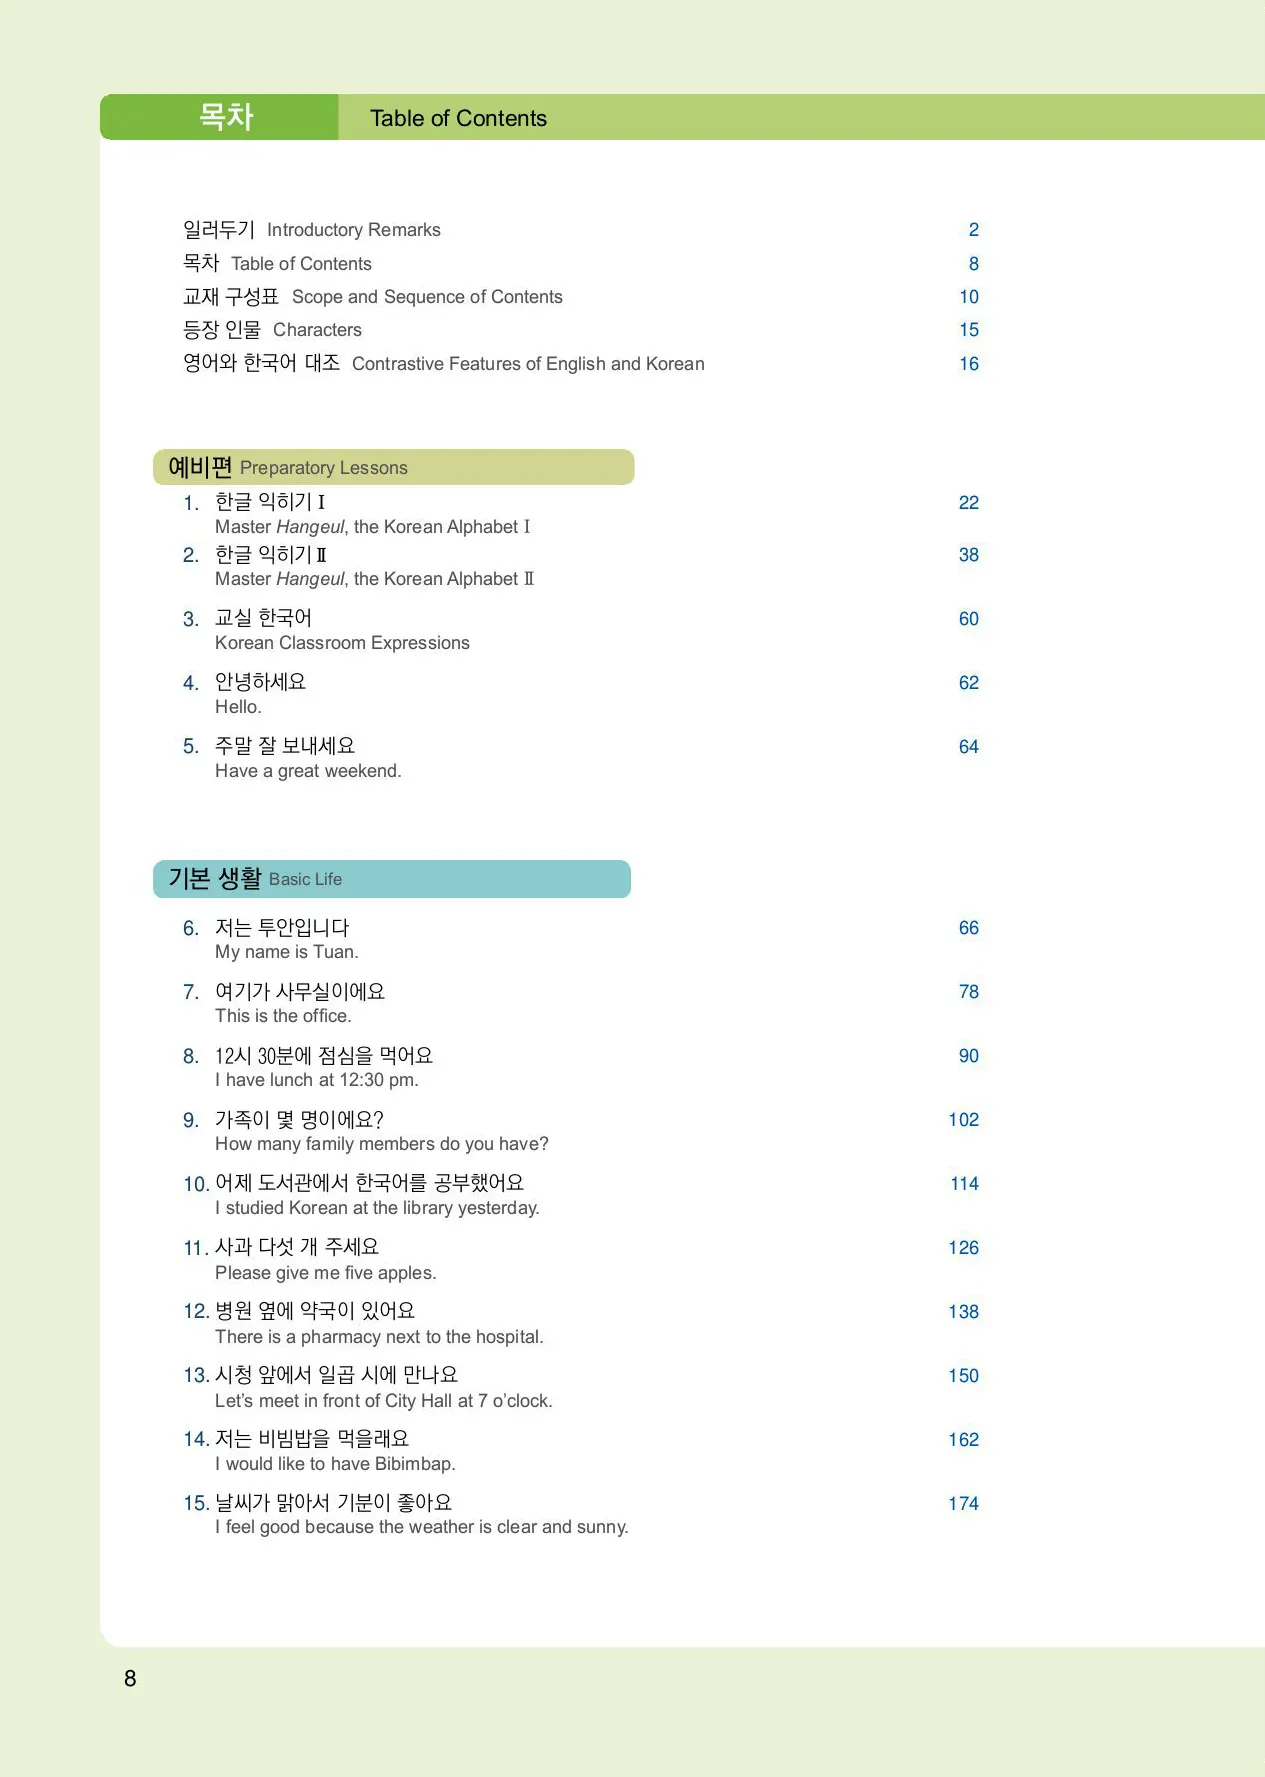 목차 Table of Contents
일러두기 Introductory Remarks 2
목차 Table of Contents 8
교재 구성표 Scope and Sequence of Contents 10
등장 인물 Characters 15
영어와 한국어 대조 Contrastive Features of English and Korean 16
예비편 Preparatory Lessons
1. 한글 익히기 Ⅰ 22
Master Hangeul, the Korean Alphabet Ⅰ
2. 한글 익히기 Ⅱ 38
Master Hangeul, the Korean Alphabet Ⅱ
3. 교실 한국어 60
Korean Classroom Expressions
4. 안녕하세요 62
Hello.
5. 주말 잘 보내세요 64
Have a great weekend.
기본 생활 Basic Life
6. 저는 투안입니다 66
My name is Tuan.
7. 여기가 사무실이에요 78
This is the office.
8. 12시 30분에 점심을 먹어요 90
I have lunch at 12:30 pm.
9. 가족이 몇 명이에요? 102
How many family members do you have?
10. 어제 도서관에서 한국어를 공부했어요 114
I studied Korean at the library yesterday.
11. 사과 다섯 개 주세요 126
Please give me five apples.
12. 병원 옆에 약국이 있어요 138
There is a pharmacy next to the hospital.
13. 시청 앞에서 일곱 시에 만나요 150
Let’s meet in front of City Hall at 7 o’clock.
14. 저는 비빔밥을 먹을래요 162
I would like to have Bibimbap.
15. 날씨가 맑아서 기분이 좋아요 174
I feel good because the weather is clear and sunny.
8